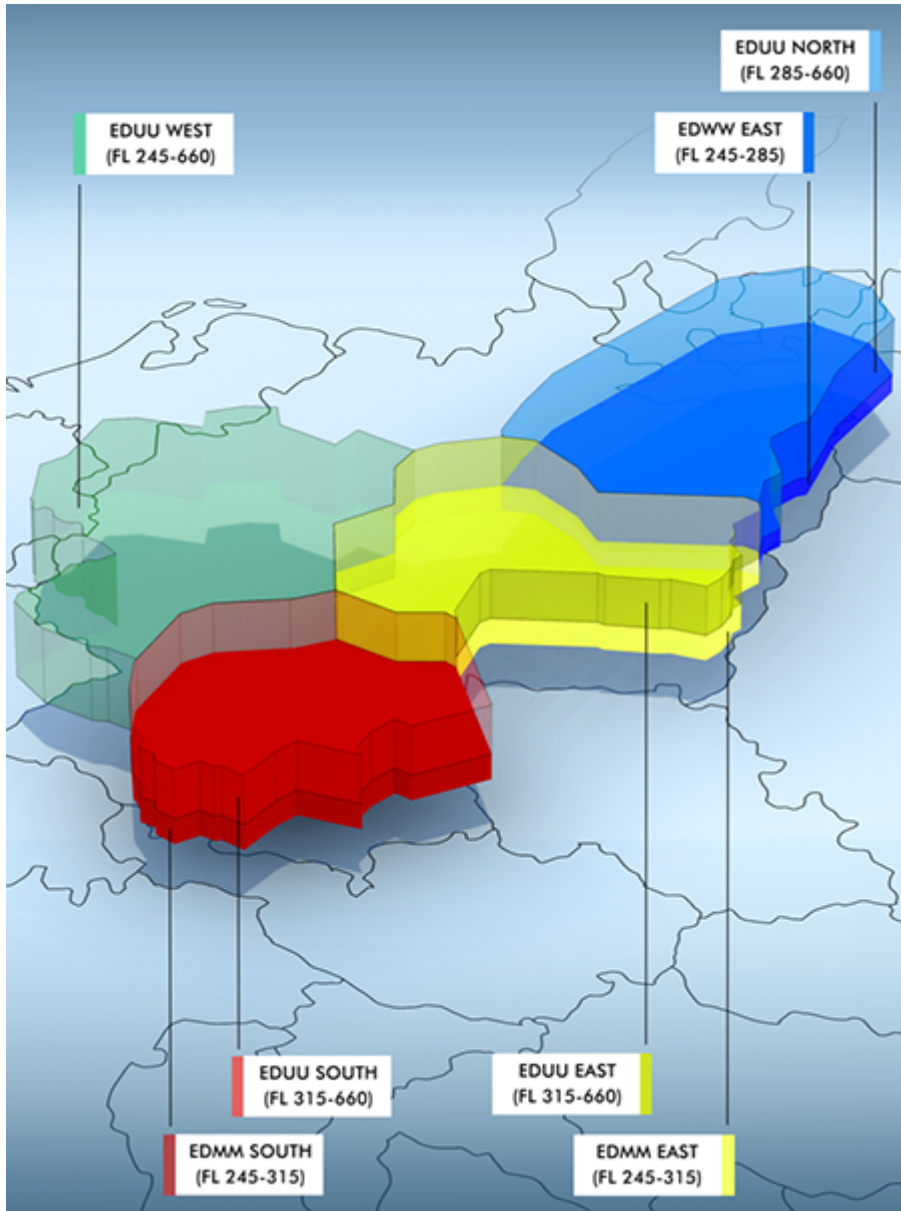 EDUU NORTH
(FL 285-660)
EDUU WEST
(FL 245-660)
EDWW EAST
(FL 245-285)
EDUU SOUTH
(FL 315-660)
EDUU EAST
(FL 315-660)
EDMM SOUTH
(FL 245-315)
EDMM EAST
(FL 245-315)